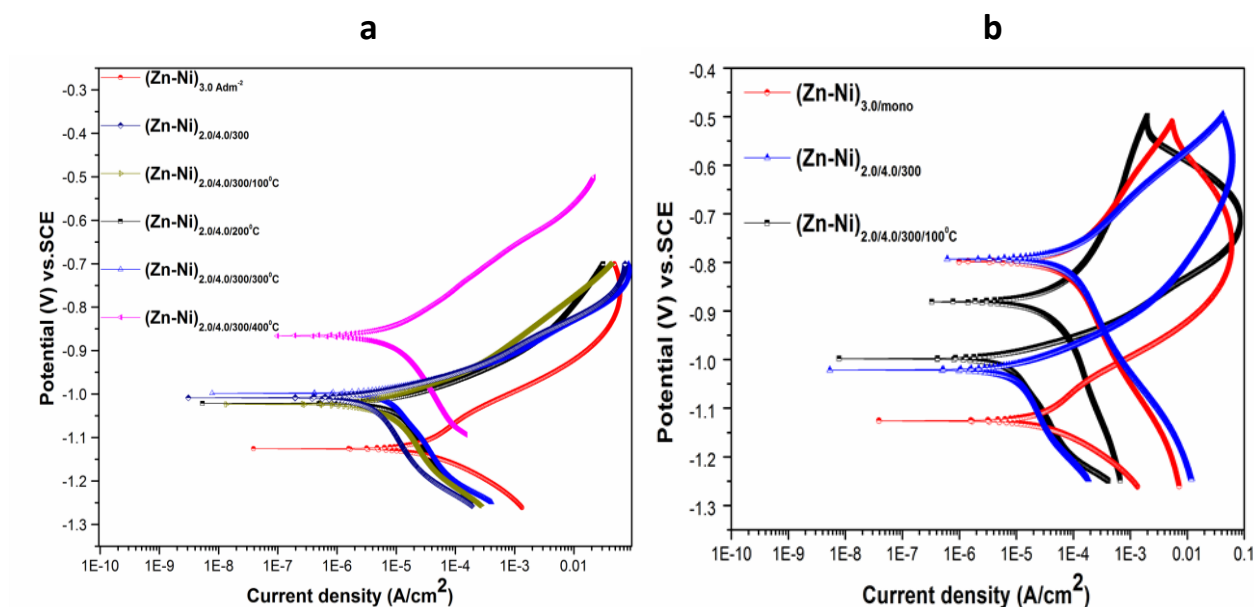 a
b
-0.3
-0.4
-0.5
-0.6
-0.7
-0.8
-0.9
-1.0
-1.1
-1.2
-1.3
Potential (V) vs.SCE
(Zn-Ni)3.0 Adm-2
(Zn-Ni)2.0/4.0/300
(Zn-Ni)2.0/4.0/300/100⁰C
(Zn-Ni)2.0/4.0/200⁰C
(Zn-Ni)2.0/4.0/300/300⁰C
(Zn-Ni)2.0/4.0/300/400⁰C
1E-10 1E-9 1E-8 1E-7 1E-6 1E-5 1E-4 1E-3 0.01
Current density (A/cm²)
-0.4
-0.5
-0.6
-0.7
-0.8
-0.9
-1.0
-1.1
-1.2
-1.3
Potential (V) vs.SCE
(Zn-Ni)3.0/mono
(Zn-Ni)2.0/4.0/300
(Zn-Ni)2.0/4.0/300/100⁰C
1E-10 1E-9 1E-8 1E-7 1E-6 1E-5 1E-4 1E-3 0.01 0.1
Current density (A/cm²)